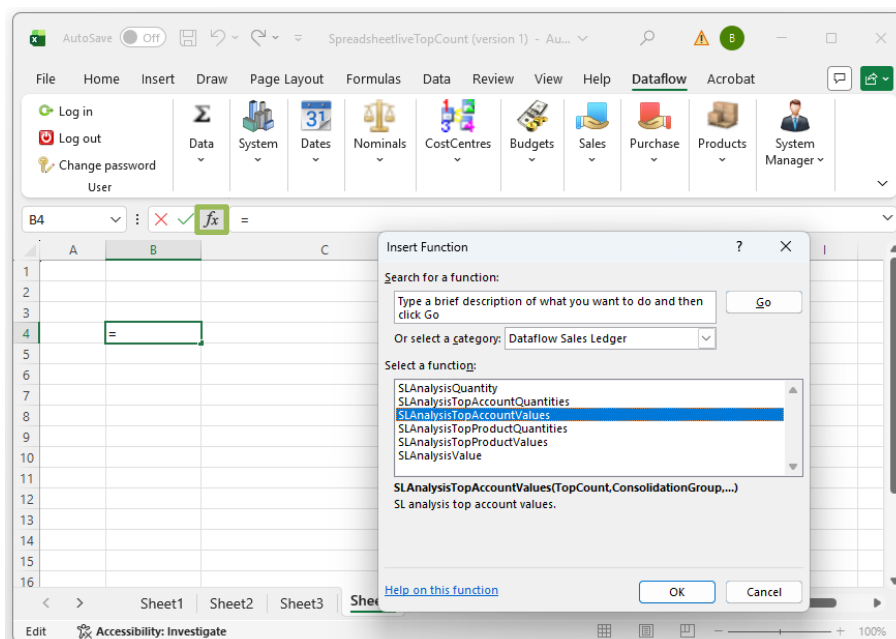 AutoSave Off SpreadsheetliveTopCount (version 1) - Au... B
File Home Insert Draw Page Layout Formulas Data Review View Help Dataflow Acrobat
Log in
Log out
Change password
User
Σ
Data
System
31
Dates
Nominals
CostCentres
Budgets
Sales
Purchase
Products
System
Manager
B4 fx =
A B C I
1
2
3
4 =
5
6
7
8
9
10
11
12
13
14
15
16
Insert Function ?
Search for a function:
Type a brief description of what you want to do and then
click Go
Go
Or select a category: Dataflow Sales Ledger
Select a function:
SLAnalysisQuantity
SLAnalysisTopAccountQuantities
SLAnalysisTopAccountValues
SLAnalysisTopProductQuantities
SLAnalysisTopProductValues
SLAnalysisValue
SLAnalysisTopAccountValues(TopCount,ConsolidationGroup,...)
SL analysis top account values.
Help on this function OK Cancel
Sheet1 Sheet2 Sheet3 Shee
Edit Accessibility: Investigate 100%